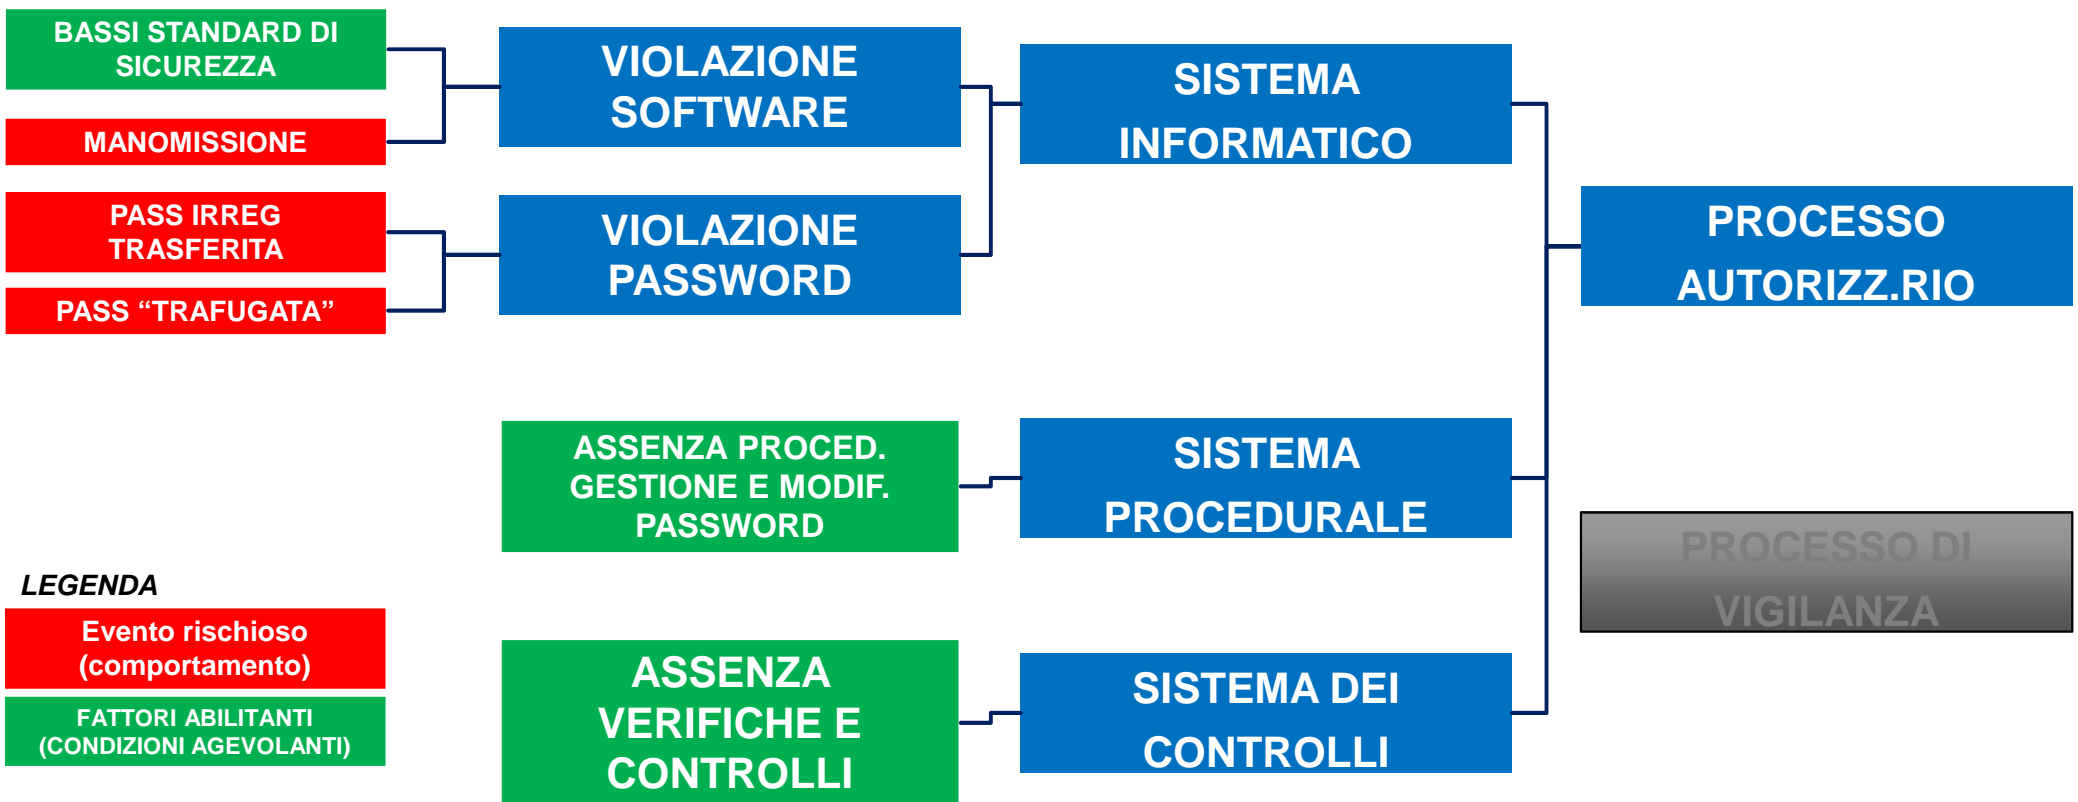 BASSI STANDARD DI
SICUREZZA
MANOMISSIONE
PASS IRREG
TRASFERITA
PASS “TRAFUGATA”
VIOLAZIONE
SOFTWARE
VIOLAZIONE
PASSWORD
SISTEMA
INFORMATICO
PROCESSO
AUTORIZZ.RIO
ASSENZA PROCED.
GESTIONE E MODIF.
PASSWORD
SISTEMA
PROCEDURALE
PROCESSO DI
VIGILANZA
ASSENZA
VERIFICHE E
CONTROLLI
SISTEMA DEI
CONTROLLI
LEGENDA
Evento rischioso
(comportamento)
FATTORI ABILITANTI
(CONDIZIONI AGEVOLANTI)